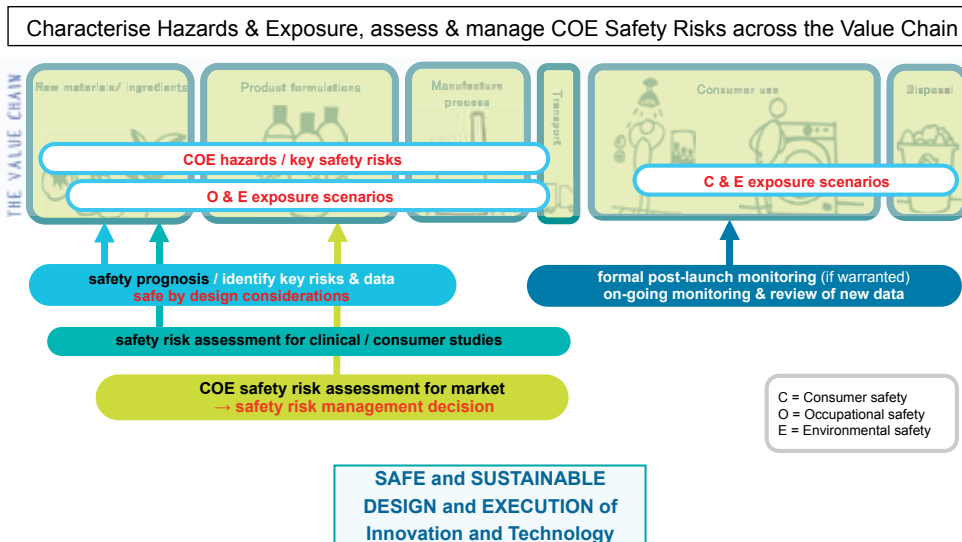 Characterise Hazards & Exposure, assess & manage COE Safety Risks across the Value Chain
THE VALUE CHAIN
Raw materials/ ingredients
Product formulations
Manufacture
process
Transport
Consumer use
Disposal
COE hazards / key safety risks
O & E exposure scenarios
C & E exposure scenarios
safety prognosis / identify key risks & data
safe by design considerations
formal post-launch monitoring (if warranted)
on-going monitoring & review of new data
safety risk assessment for clinical / consumer studies
COE safety risk assessment for market
→ safety risk management decision
C = Consumer safety
O = Occupational safety
E = Environmental safety
SAFE and SUSTAINABLE
DESIGN and EXECUTION of
Innovation and Technology